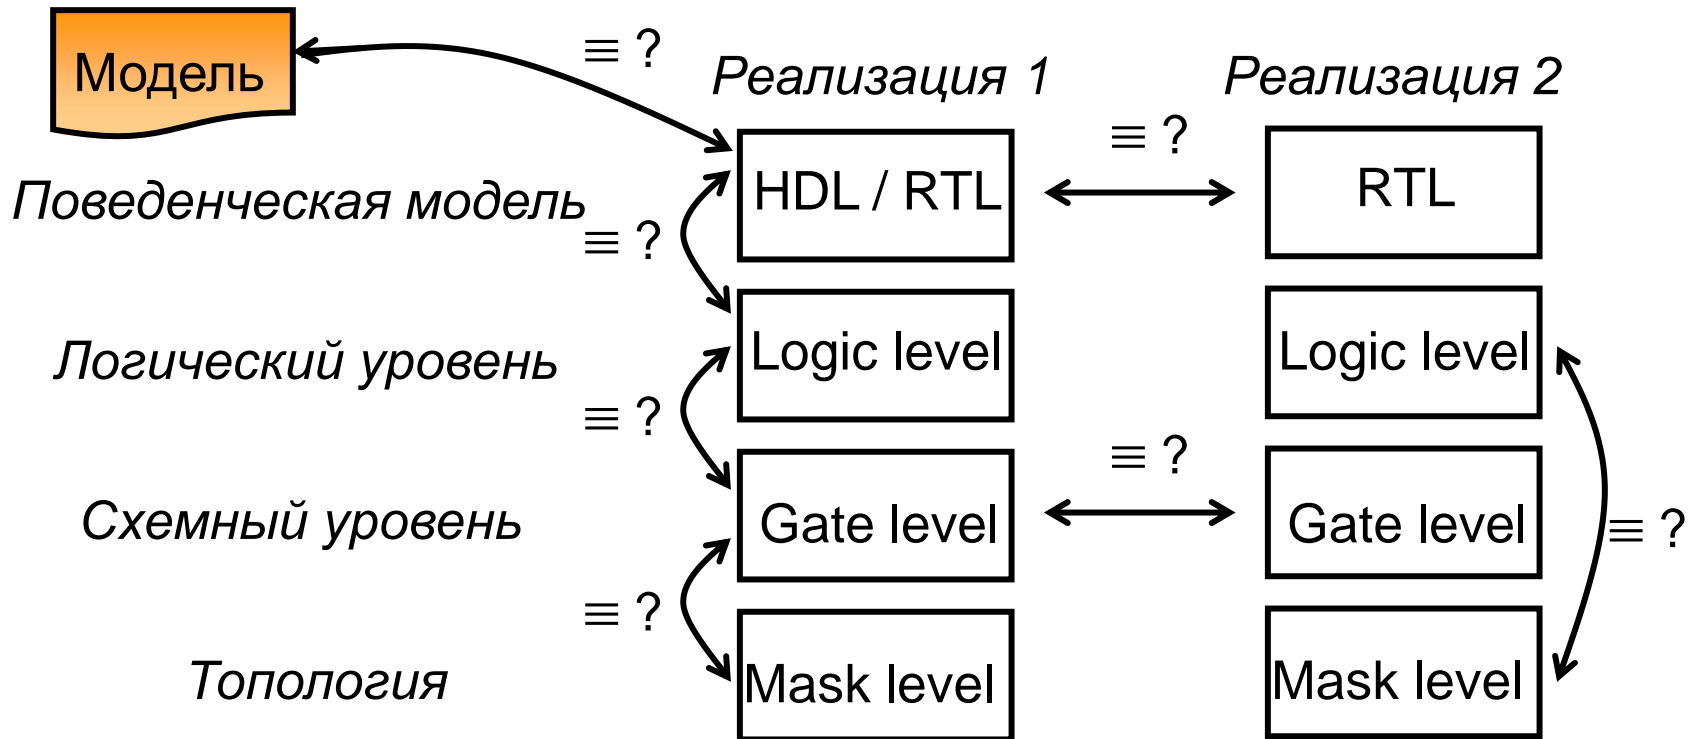 Модель
≡ ?
Реализация 1
Реализация 2
≡ ?
Поведенческая модель
HDL / RTL
RTL
≡ ?
Логический уровень
Logic level
Logic level
≡ ?
≡ ?
Схемный уровень
Gate level
Gate level
≡ ?
≡ ?
Топология
Mask level
Mask level